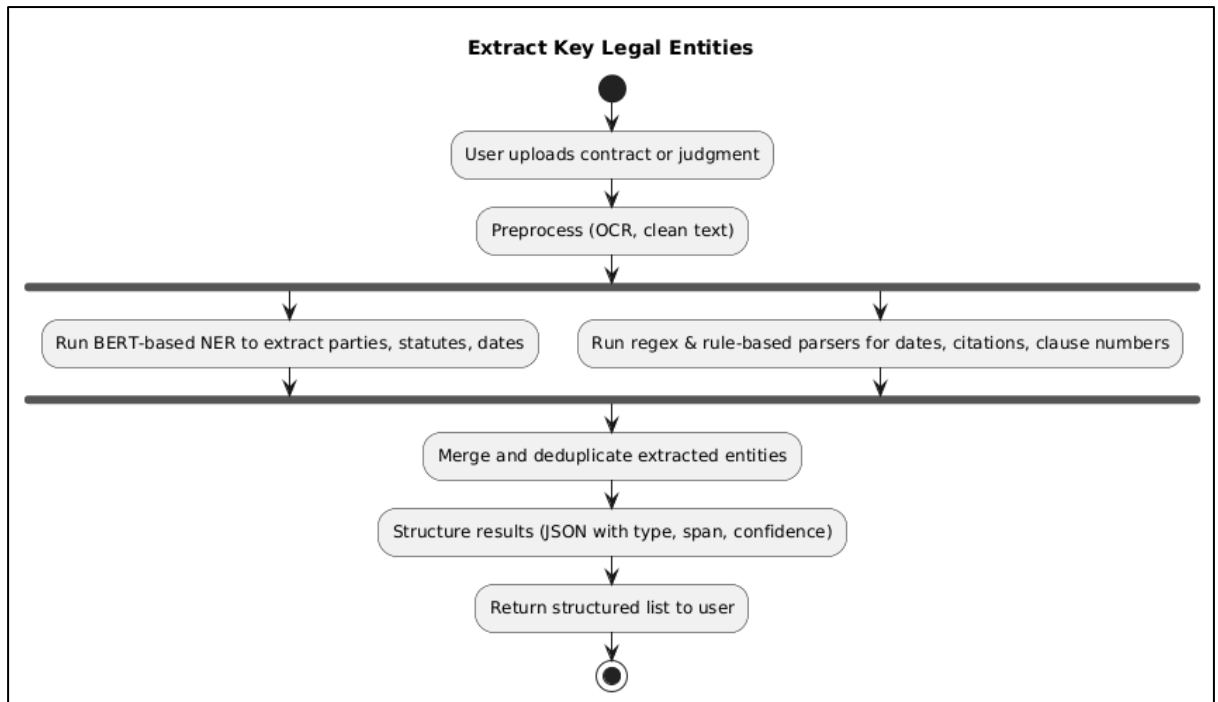 Extract Key Legal Entities
User uploads contract or judgment
Preprocess (OCR, clean text)
Run BERT-based NER to extract parties, statutes, dates
Run regex & rule-based parsers for dates, citations, clause numbers
Merge and deduplicate extracted entities
Structure results (JSON with type, span, confidence)
Return structured list to user